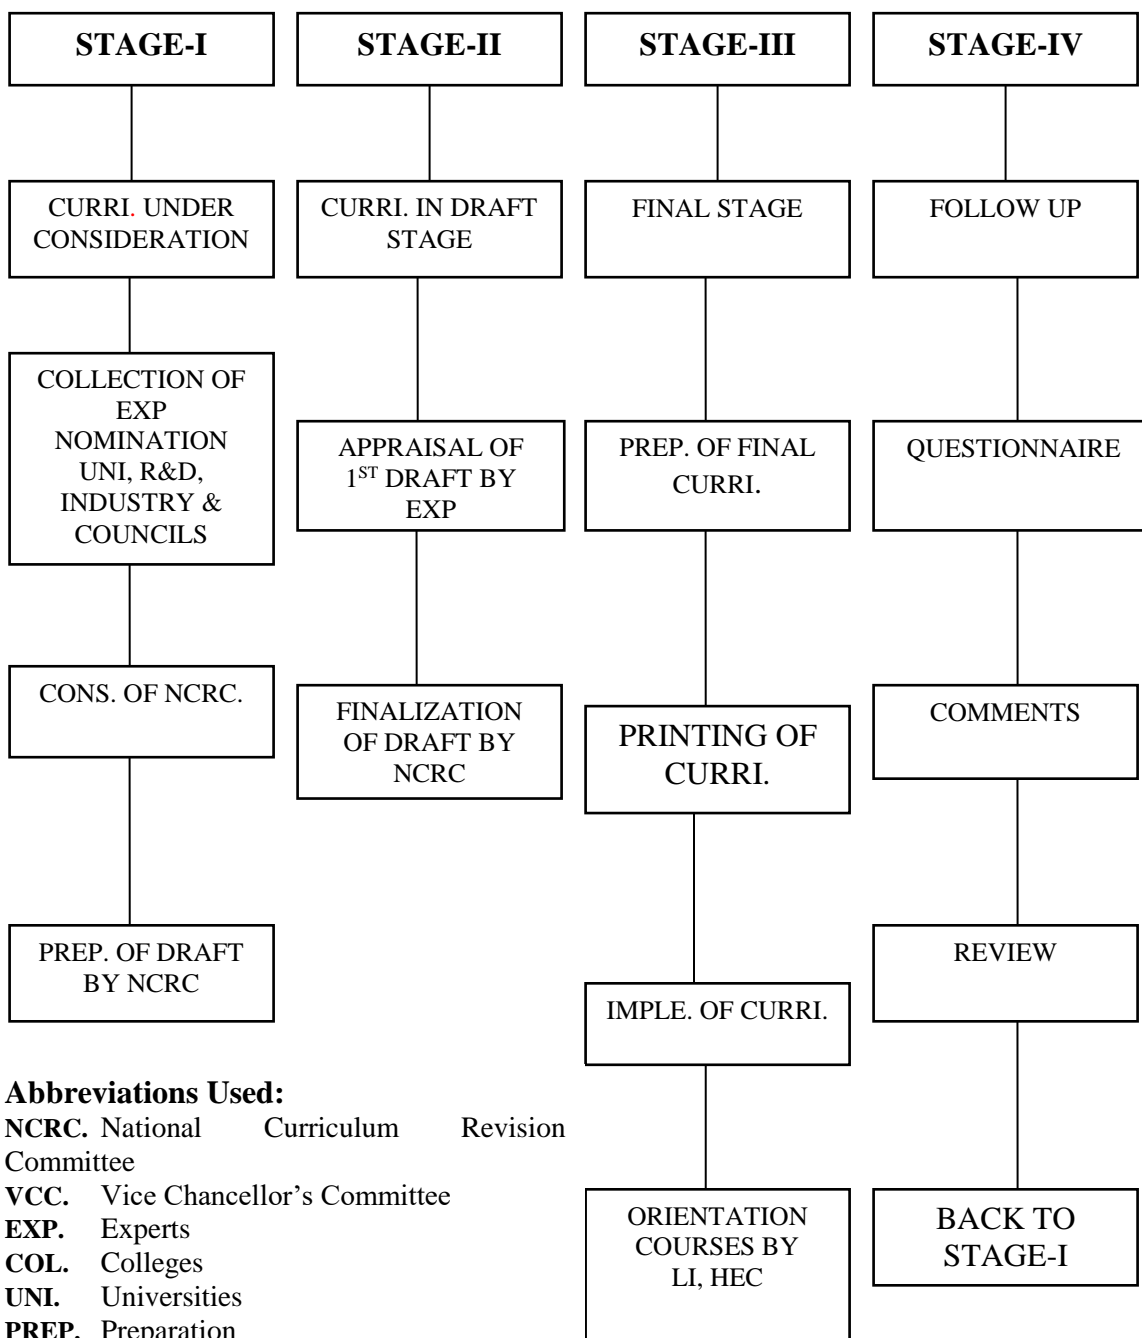 STAGE-I
CURRI. UNDER
CONSIDERATION
COLLECTION OF
EXP
NOMINATION
UNI, R&D,
INDUSTRY &
COUNCILS
CONS. OF NCRC.
PREP. OF DRAFT
BY NCRC
STAGE-II
CURRI. IN DRAFT
STAGE
APPRAISAL OF
1ST DRAFT BY
EXP
FINALIZATION
OF DRAFT BY
NCRC
STAGE-III
FINAL STAGE
PREP. OF FINAL
CURRI.
PRINTING OF
CURRI.
IMPLE. OF CURRI.
ORIENTATION
COURSES BY
LI, HEC
STAGE-IV
FOLLOW UP
QUESTIONNAIRE
COMMENTS
REVIEW
BACK TO
STAGE-I
Abbreviations Used:
NCRC. National Curriculum Revision
Committee
VCC. Vice Chancellor's Committee
EXP. Experts
COL. Colleges
UNI. Universities
PREP. Preparation